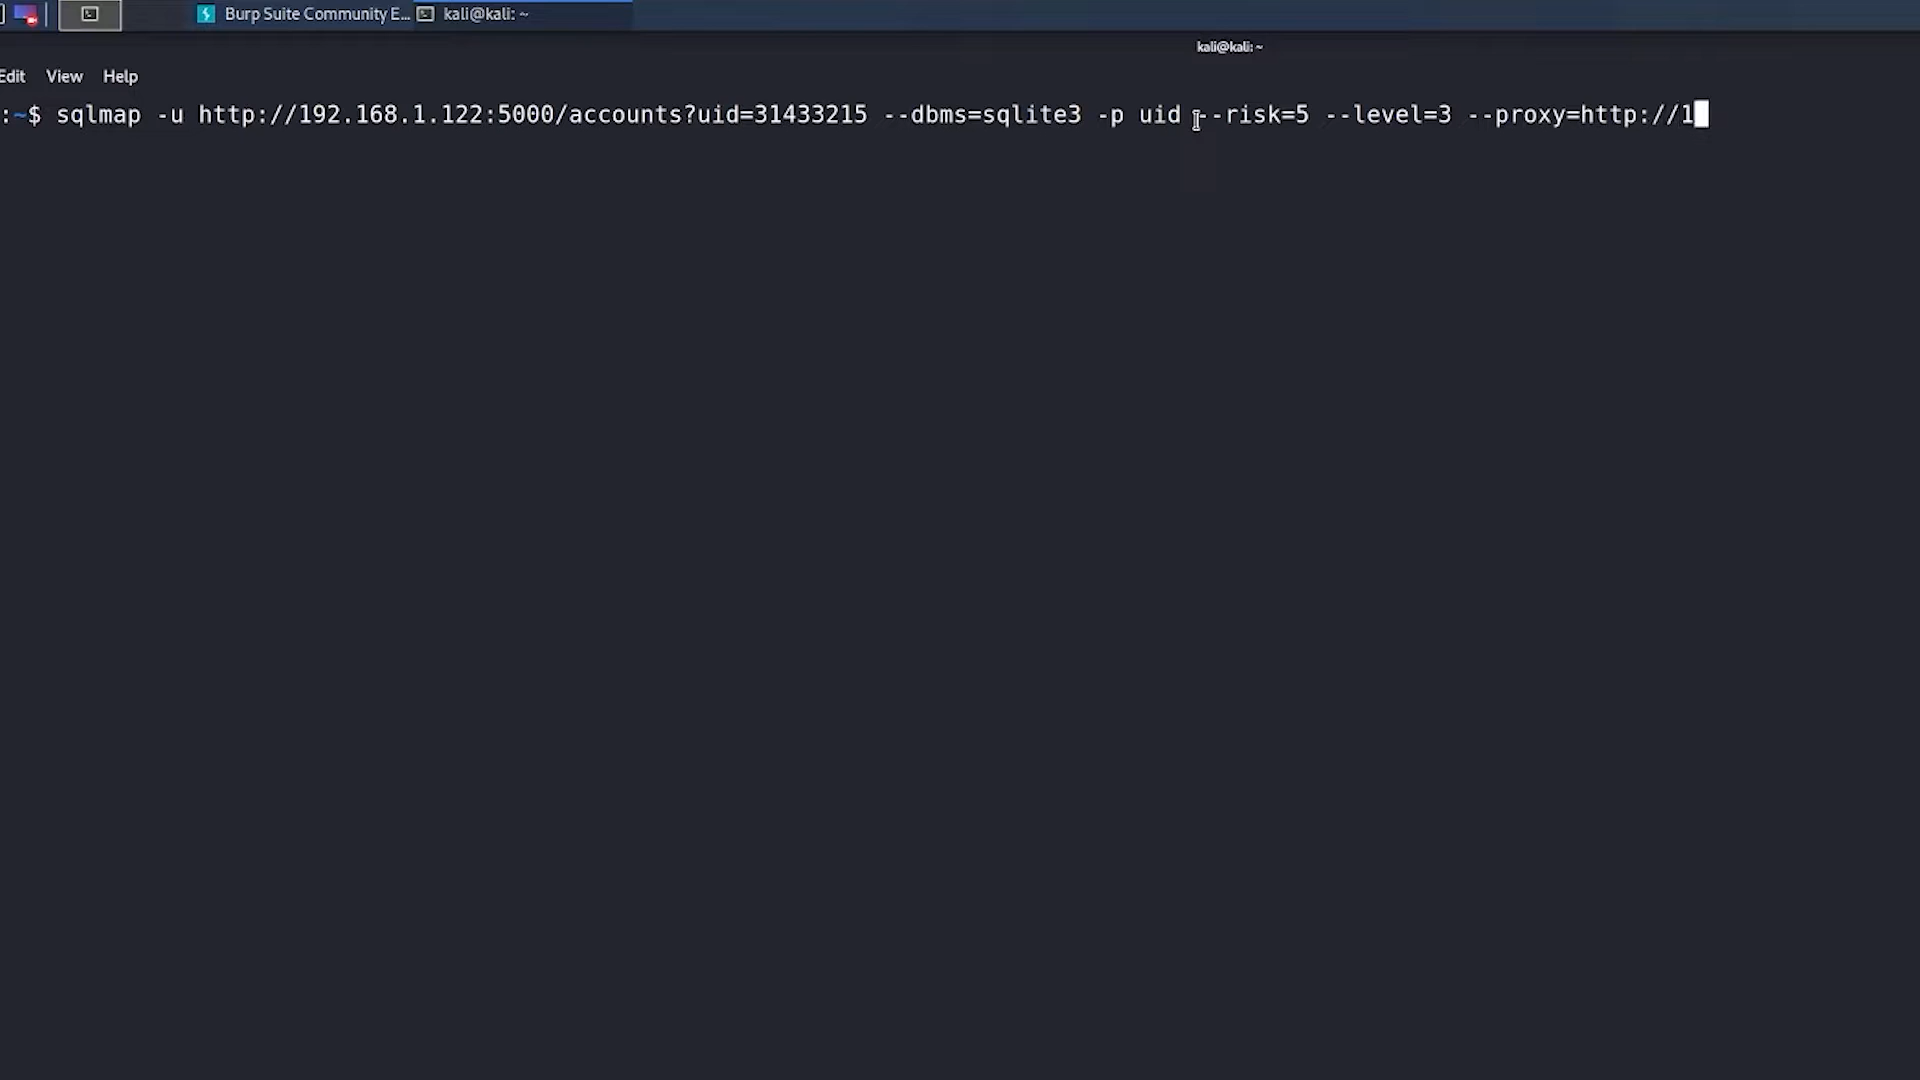 Burp Suite Community E... kali@kali: ~
kali@kali: ~
Edit View Help
:~$ sqlmap -u http://192.168.1.122:5000/accounts?uid=31433215 --dbms=sqlite3 -p uid --risk=5 --level=3 --proxy=http://1